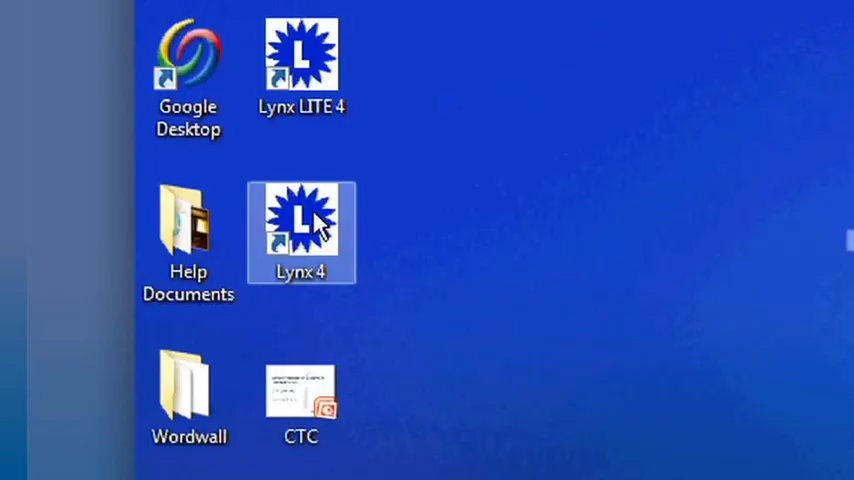 Google
Desktop
L
Lynx LITE 4
Help
Documents
L
Lynx 4
Wordwall
CTC